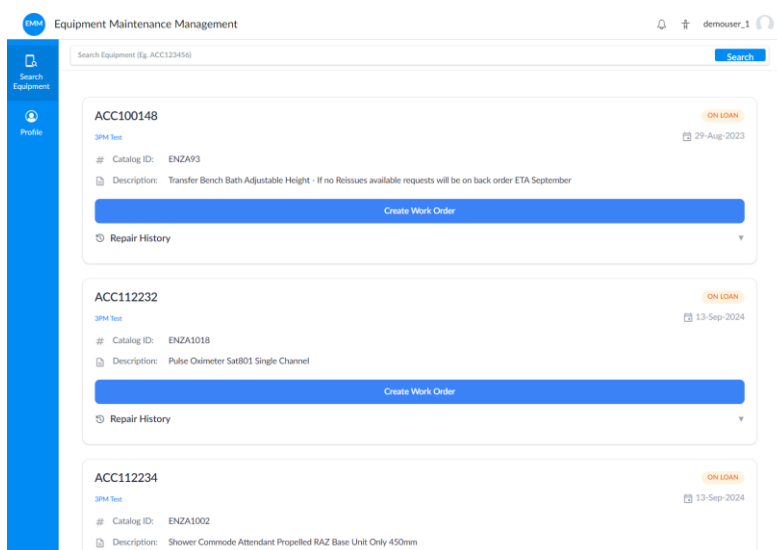 EMM Equipment Maintenance Management demouser_1
Search Equipment (Eg. ACC123456) Search
Search
Equipment
Profile
ACC100148 ON LOAN
3PM Test 29-Aug-2023
# Catalog ID: ENZA93
Description: Transfer Bench Bath Adjustable Height - If no Reissues available requests will be on back order ETA September
Create Work Order
Repair History
ACC112232 ON LOAN
3PM Test 13-Sep-2024
# Catalog ID: ENZA1018
Description: Pulse Oximeter Sat801 Single Channel
Create Work Order
Repair History
ACC112234 ON LOAN
3PM Test 13-Sep-2024
# Catalog ID: ENZA1002
Description: Shower Commode Attendant Propelled RAZ Base Unit Only 450mm